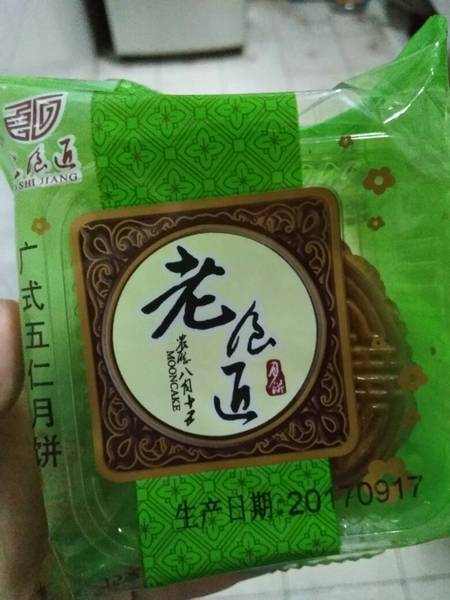 老食匠
SHI JIANG
广式五仁月饼
老食匠
月饼
农历八月十五
MOONCAKE
生产日期:20170917